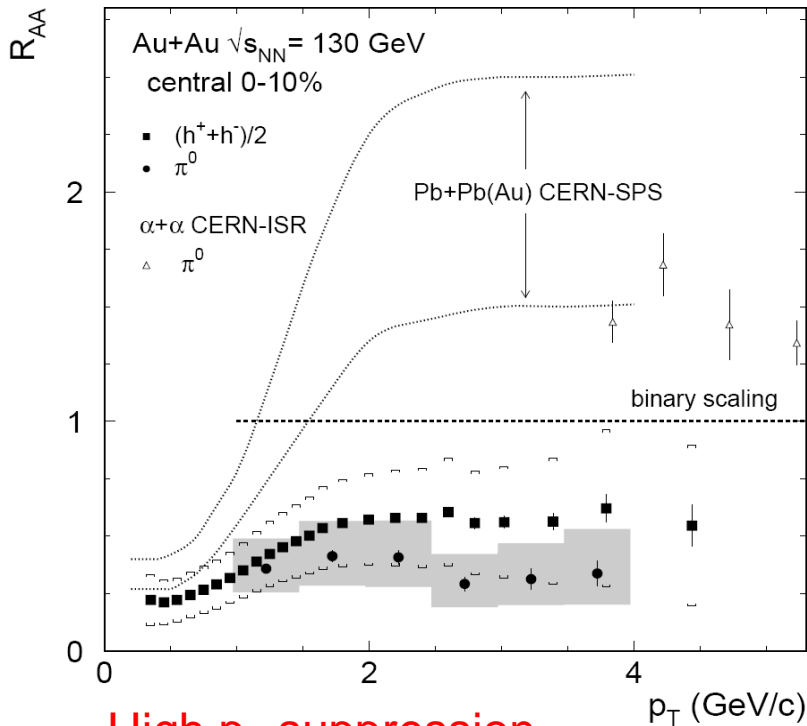 R_AA
Au+Au √s_NN = 130 GeV
central 0-10%
(h⁺+h⁻)/2
π⁰
α+α CERN-ISR
π⁰
Pb+Pb(Au) CERN-SPS
binary scaling
2
1
0
0
2
4
p_T (GeV/c)